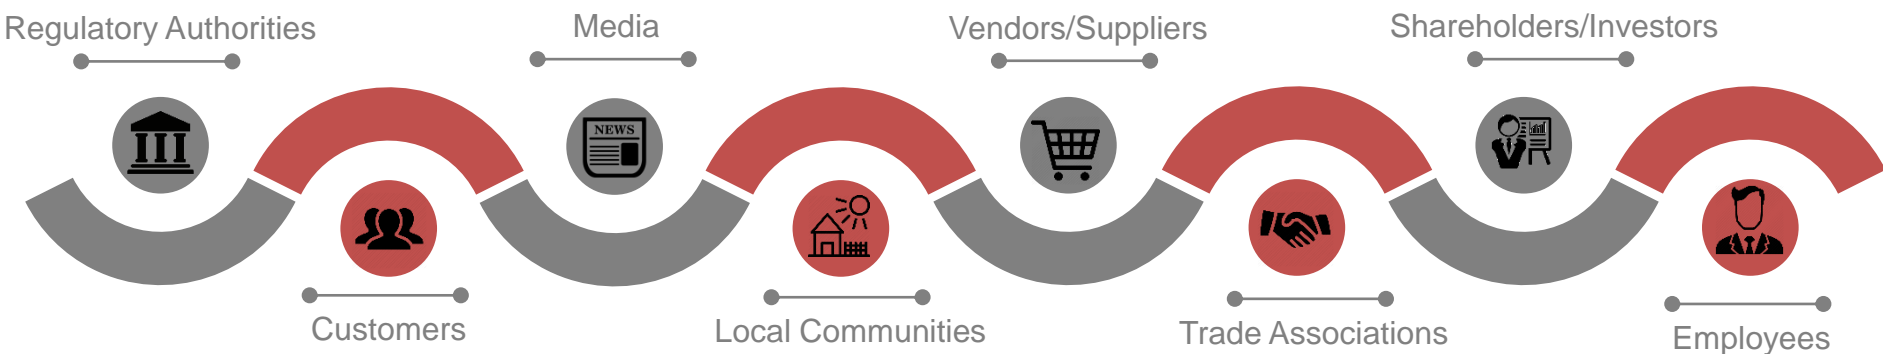 Regulatory Authorities
Media
Vendors/Suppliers
Shareholders/Investors
NEWS
Customers
Local Communities
Trade Associations
Employees